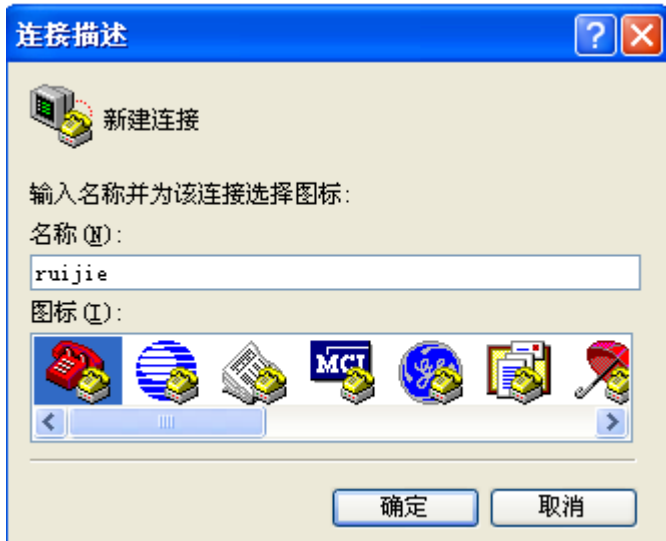 连接描述
新建连接
输入名称并为该连接选择图标:
名称(N):
ruijie
图标(I):
MCI
确定
取消